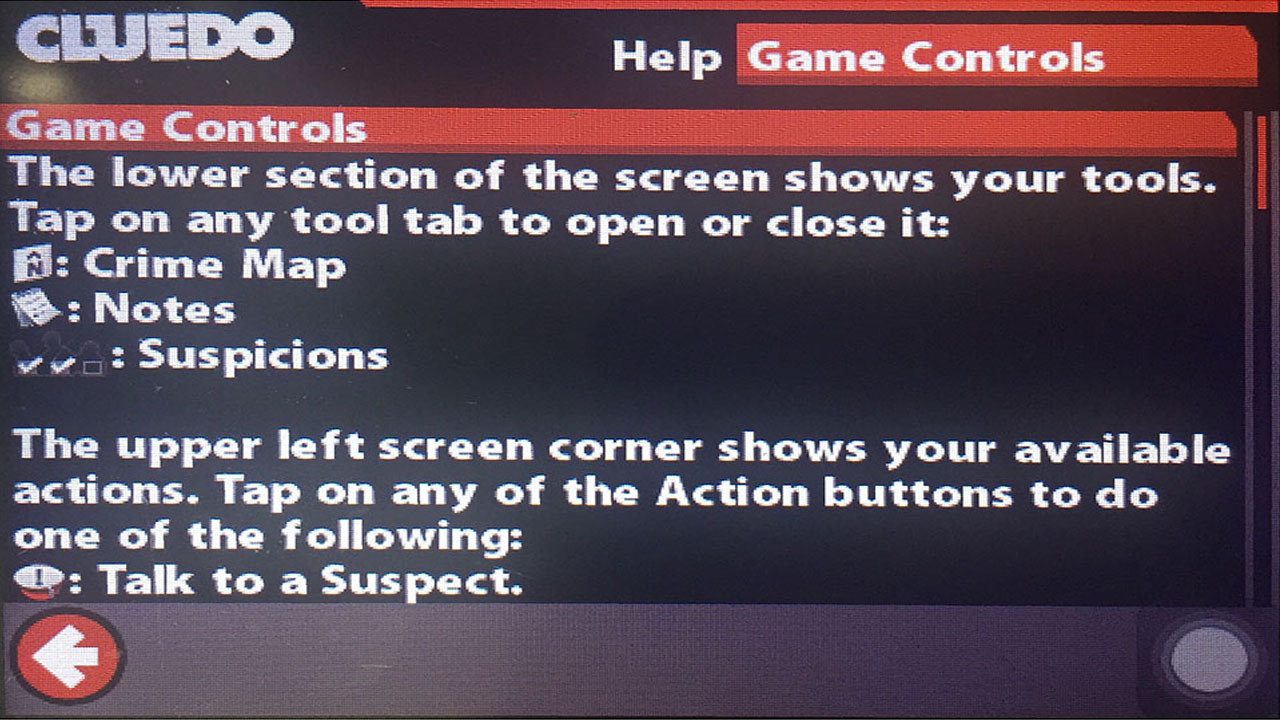 CLUEDO
Help Game Controls
Game Controls
The lower section of the screen shows your tools.
Tap on any tool tab to open or close it:
: Crime Map
: Notes
: Suspicions
The upper left screen corner shows your available
actions. Tap on any of the Action buttons to do
one of the following:
: Talk to a Suspect.